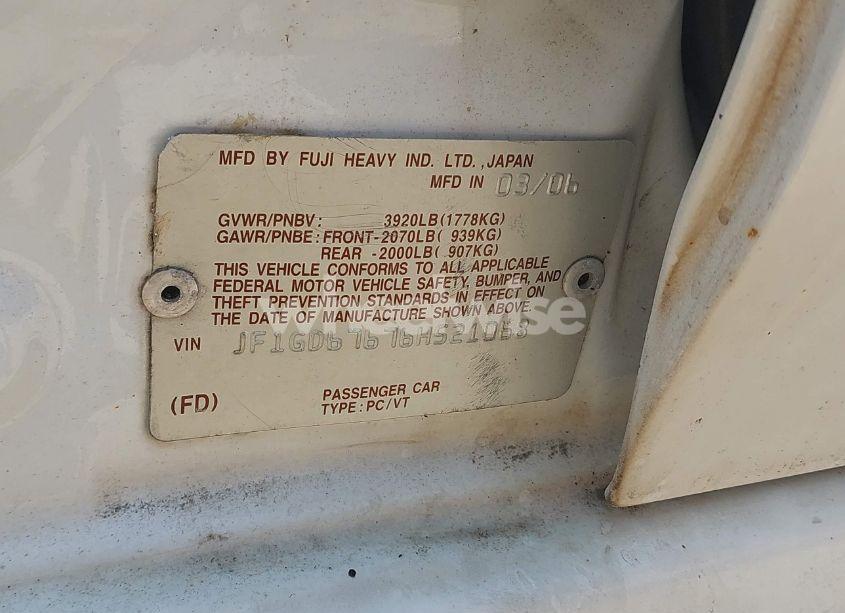 MFD BY FUJI HEAVY IND. LTD., JAPAN
MFD IN 03/06
GVWR/PNBV: 3920LB(1778KG)
GAWR/PNBE: FRONT-2070LB( 939KG)
REAR -2000LB( 907KG)
THIS VEHICLE CONFORMS TO ALL APPLICABLE
FEDERAL MOTOR VEHICLE SAFETY, BUMPER, AND
THEFT PREVENTION STANDARDS IN EFFECT ON
THE DATE OF MANUFACTURE SHOWN ABOVE.
VIN
(FD)
PASSENGER CAR
TYPE: PC/VT